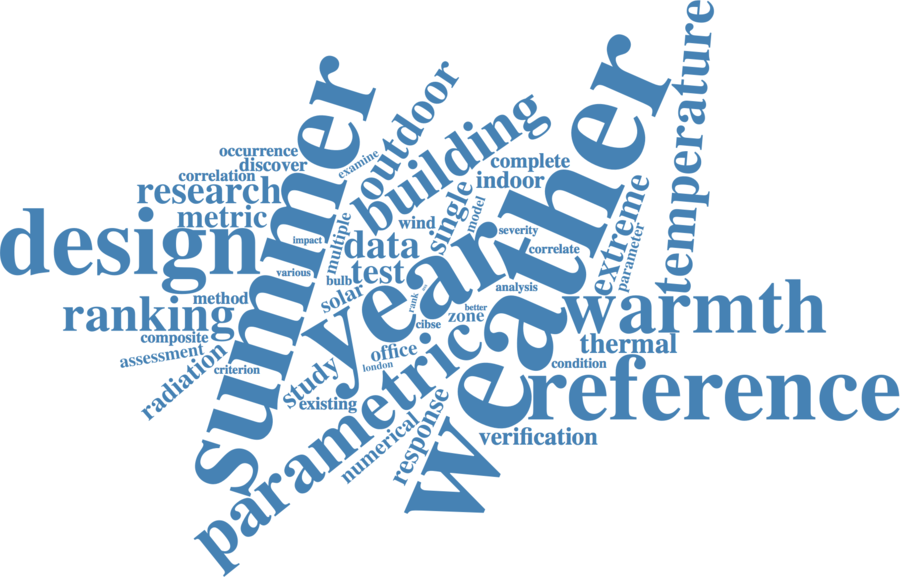 temperature
weather
summer
outdoor
building
occurrence
discover
examine
complete
correlation
research
indoor
metric
single
model
extreme
design
multiple
wind
severity
impact
data
correlate
parameter
year
various
test
bulb
analysis
solar
method
rank
better
warmth
ranking
cibse
zone
composite
thermal
assessment
office
london
condition
radiation
criterion
study
reference
existing
parametric
response
numerical
verification